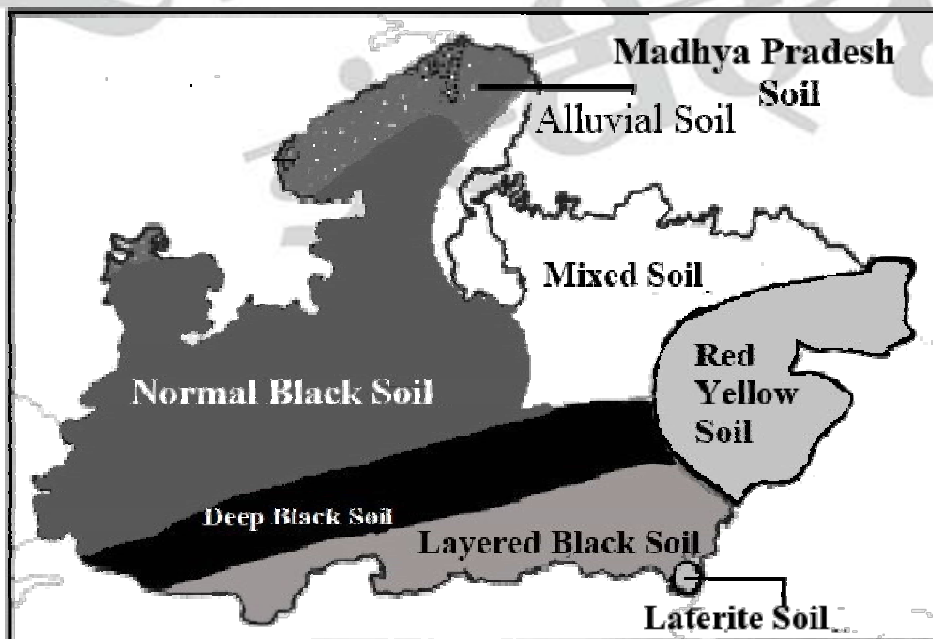 Madhya Pradesh
Soil
Alluvial Soil
Mixed Soil
Red
Yellow
Soil
Normal Black Soil
Deep Black Soil
Layered Black Soil
Laterite Soil